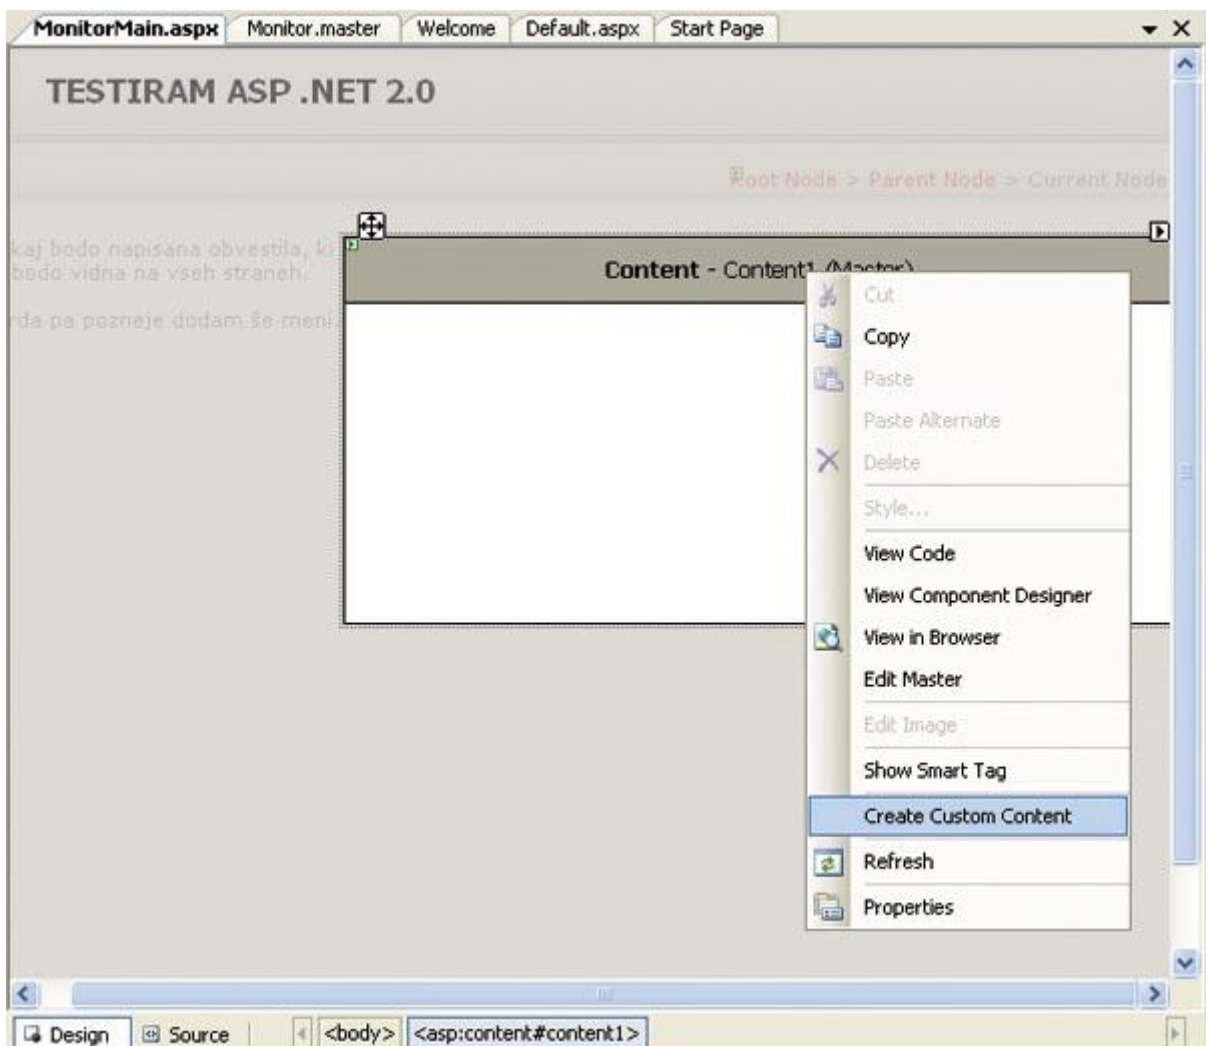 MonitorMain.aspx Monitor.master Welcome Default.aspx Start Page
TESTIRAM ASP .NET 2.0
Root Node > Parent Node > Current Node
kaj bodo napisana obvestila, ki
bodo vidna na vseh straneh.
rda pa pozneje dodam še meni.
Content - Content1 (Master)
Cut
Copy
Paste
Paste Alternate
Delete
Style...
View Code
View Component Designer
View in Browser
Edit Master
Edit Image
Show Smart Tag
Create Custom Content
Refresh
Properties
Design Source <body> <asp:content#content1>